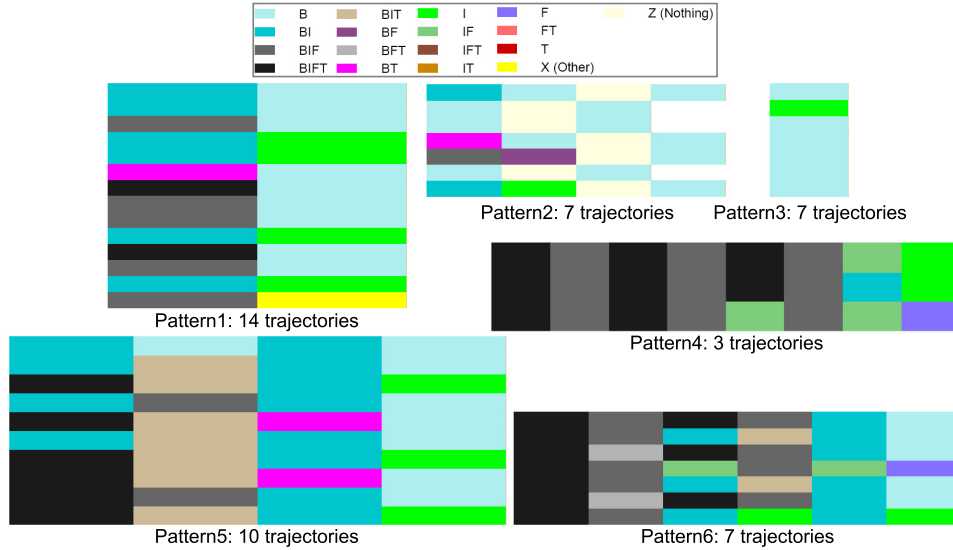 B BIT I F Z (Nothing)
BI BF IF FT
BIF BFT IFT T
BIFT BT IT X (Other)
Pattern2: 7 trajectories Pattern3: 7 trajectories
Pattern1: 14 trajectories
Pattern4: 3 trajectories
Pattern5: 10 trajectories Pattern6: 7 trajectories